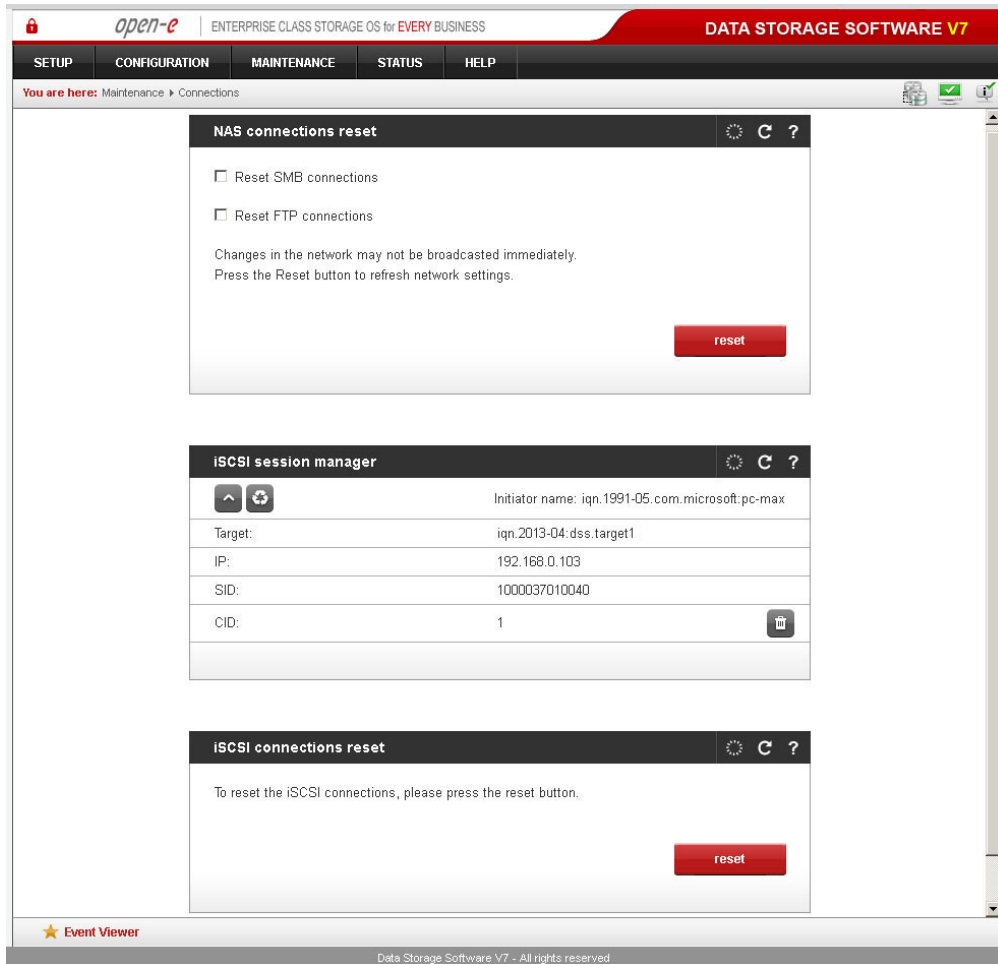 open-e ENTERPRISE CLASS STORAGE OS for EVERY BUSINESS DATA STORAGE SOFTWARE V7
SETUP CONFIGURATION MAINTENANCE STATUS HELP
You are here: Maintenance Connections
NAS connections reset ?
Reset SMB connections
Reset FTP connections
Changes in the network may not be broadcasted immediately.
Press the Reset button to refresh network settings.
reset
iSCSI session manager ?
Initiator name: iqn.1991-05.com.microsoft:pc-max
Target: iqn.2013-04:dss.target1
IP: 192.168.0.103
SID: 1000037010040
CID: 1
iSCSI connections reset ?
To reset the iSCSI connections, please press the reset button.
reset
Event Viewer
Data Storage Software V7 - All rights reserved